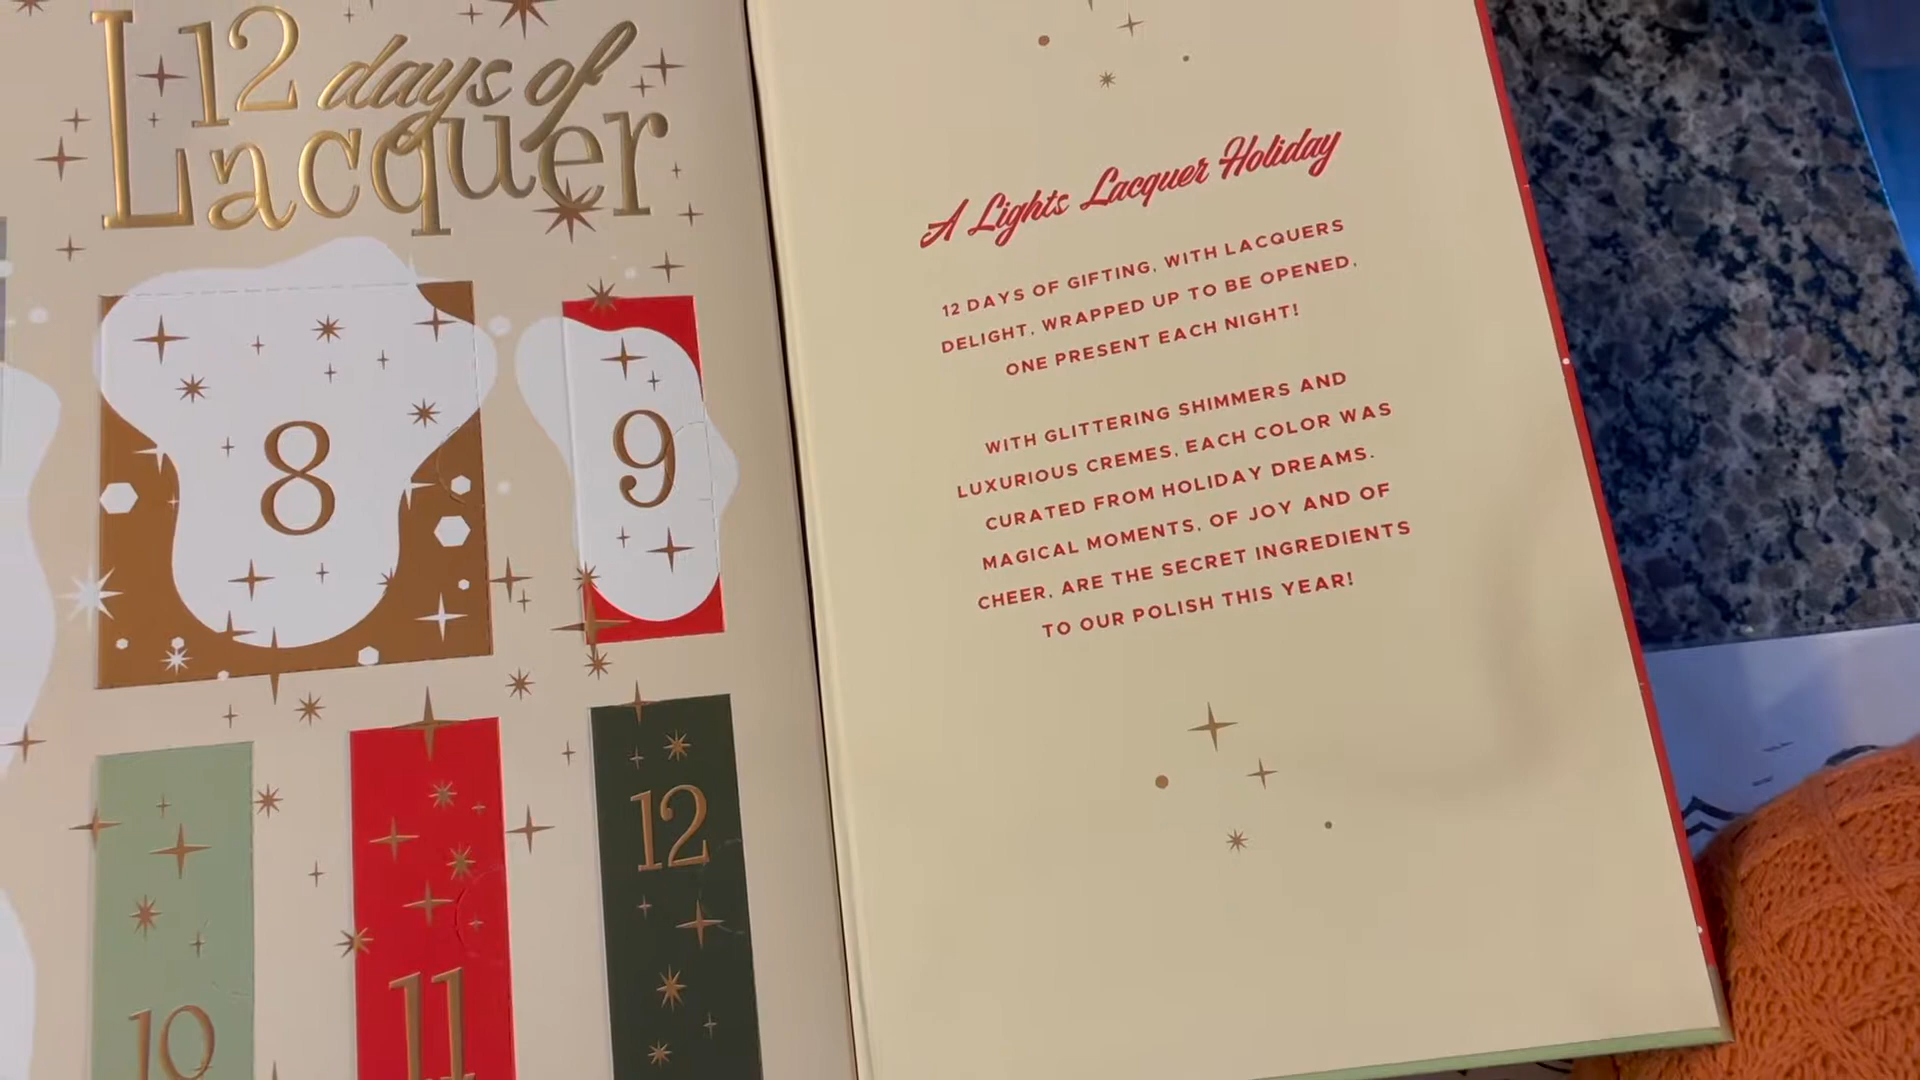 12 days of
Lacquer
8
9
10
11
12
A Lights Lacquer Holiday
12 DAYS OF GIFTING, WITH LACQUERS
DELIGHT, WRAPPED UP TO BE OPENED,
ONE PRESENT EACH NIGHT!
WITH GLITTERING SHIMMERS AND
LUXURIOUS CREMES, EACH COLOR WAS
CURATED FROM HOLIDAY DREAMS.
MAGICAL MOMENTS, OF JOY AND OF
CHEER, ARE THE SECRET INGREDIENTS
TO OUR POLISH THIS YEAR!